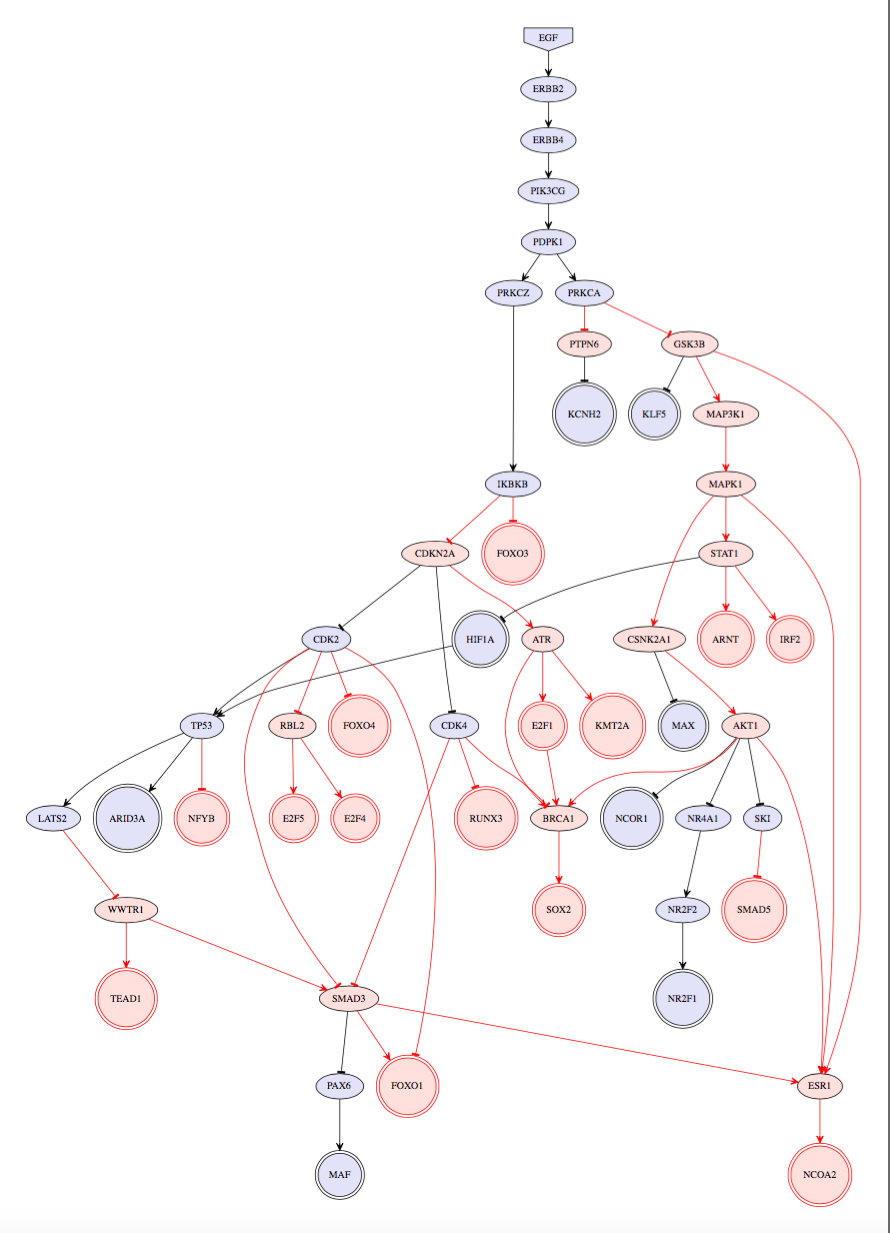 EGF
ERBB2
ERBB4
PIK3CG
PDPK1
PRKCZ
PRKCA
PTPN6
GSK3B
KCNH2
KLF5
MAP3K1
IKBKB
MAPK1
CDKN2A
FOXO3
STAT1
CDK2
HIF1A
ATR
CSNK2A1
ARNT
IRF2
TP53
RBL2
FOXO4
CDK4
E2F1
KMT2A
MAX
AKT1
LATS2
ARID3A
NFYB
E2F5
E2F4
RUNX3
BRCA1
NCOR1
NR4A1
SKI
WWTR1
SOX2
NR2F2
SMAD5
TEAD1
SMAD3
NR2F1
PAX6
FOXO1
ESR1
MAF
NCOA2